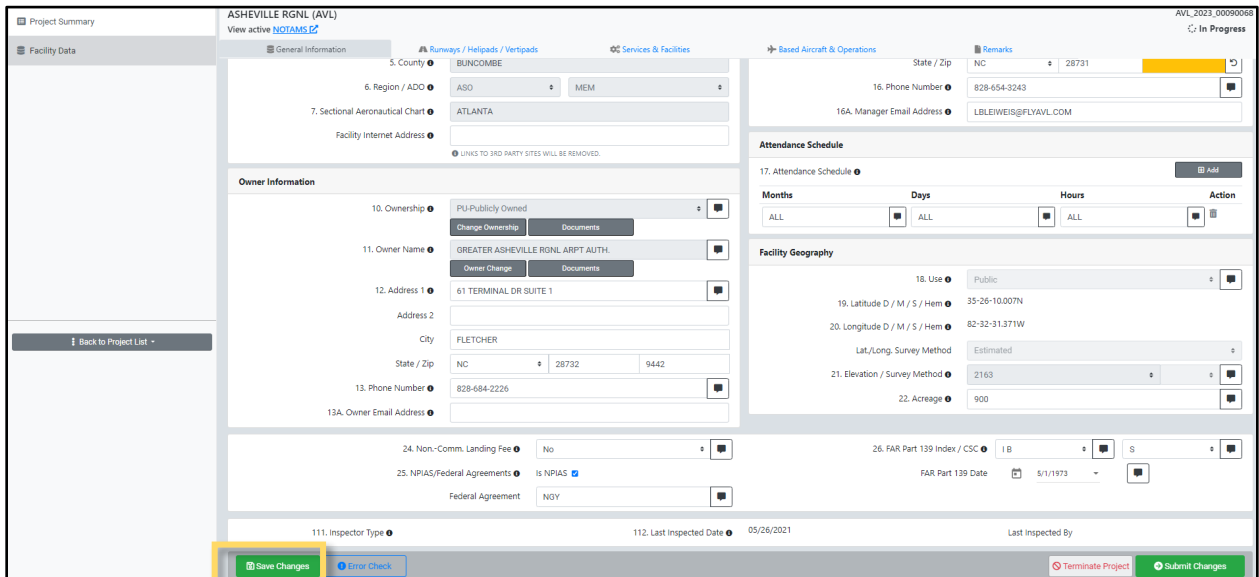 Project Summary
Facility Data
Back to Project List
ASHEVILLE RGNL (AVL)
AVL_2023_00090068
View active NOTAMS
In Progress
General Information
Runways / Helipads / Vertipads
Services & Facilities
Based Aircraft & Operations
Remarks
5. County
BUNCOMBE
6. Region / ADO
ASO
MEM
7. Sectional Aeronautical Chart
ATLANTA
Facility Internet Address
LINKS TO 3RD PARTY SITES WILL BE REMOVED.
State / Zip
NC
28731
16. Phone Number
828-654-3243
16A. Manager Email Address
LBLEIWEIS@FLYAVL.COM
Owner Information
10. Ownership
PU-Publicly Owned
Change Ownership
Documents
11. Owner Name
GREATER ASHEVILLE RGNL ARPT AUTH.
Owner Change
Documents
12. Address 1
61 TERMINAL DR SUITE 1
Address 2
City
FLETCHER
State / Zip
NC
28732
9442
13. Phone Number
828-684-2226
13A. Owner Email Address
Attendance Schedule
17. Attendance Schedule
Add
Months
Days
Hours
Action
ALL
ALL
ALL
Facility Geography
18. Use
Public
19. Latitude D / M / S / Hem
35-26-10.007N
20. Longitude D / M / S / Hem
82-32-31.371W
Lat./Long. Survey Method
Estimated
21. Elevation / Survey Method
2163
22. Acreage
900
24. Non.-Comm. Landing Fee
No
25. NPIAS/Federal Agreements
Is NPIAS
Federal Agreement
NGY
26. FAR Part 139 Index / CSC
I B
S
FAR Part 139 Date
5/1/1973
111. Inspector Type
112. Last Inspected Date
05/26/2021
Last Inspected By
Save Changes
Error Check
Terminate Project
Submit Changes